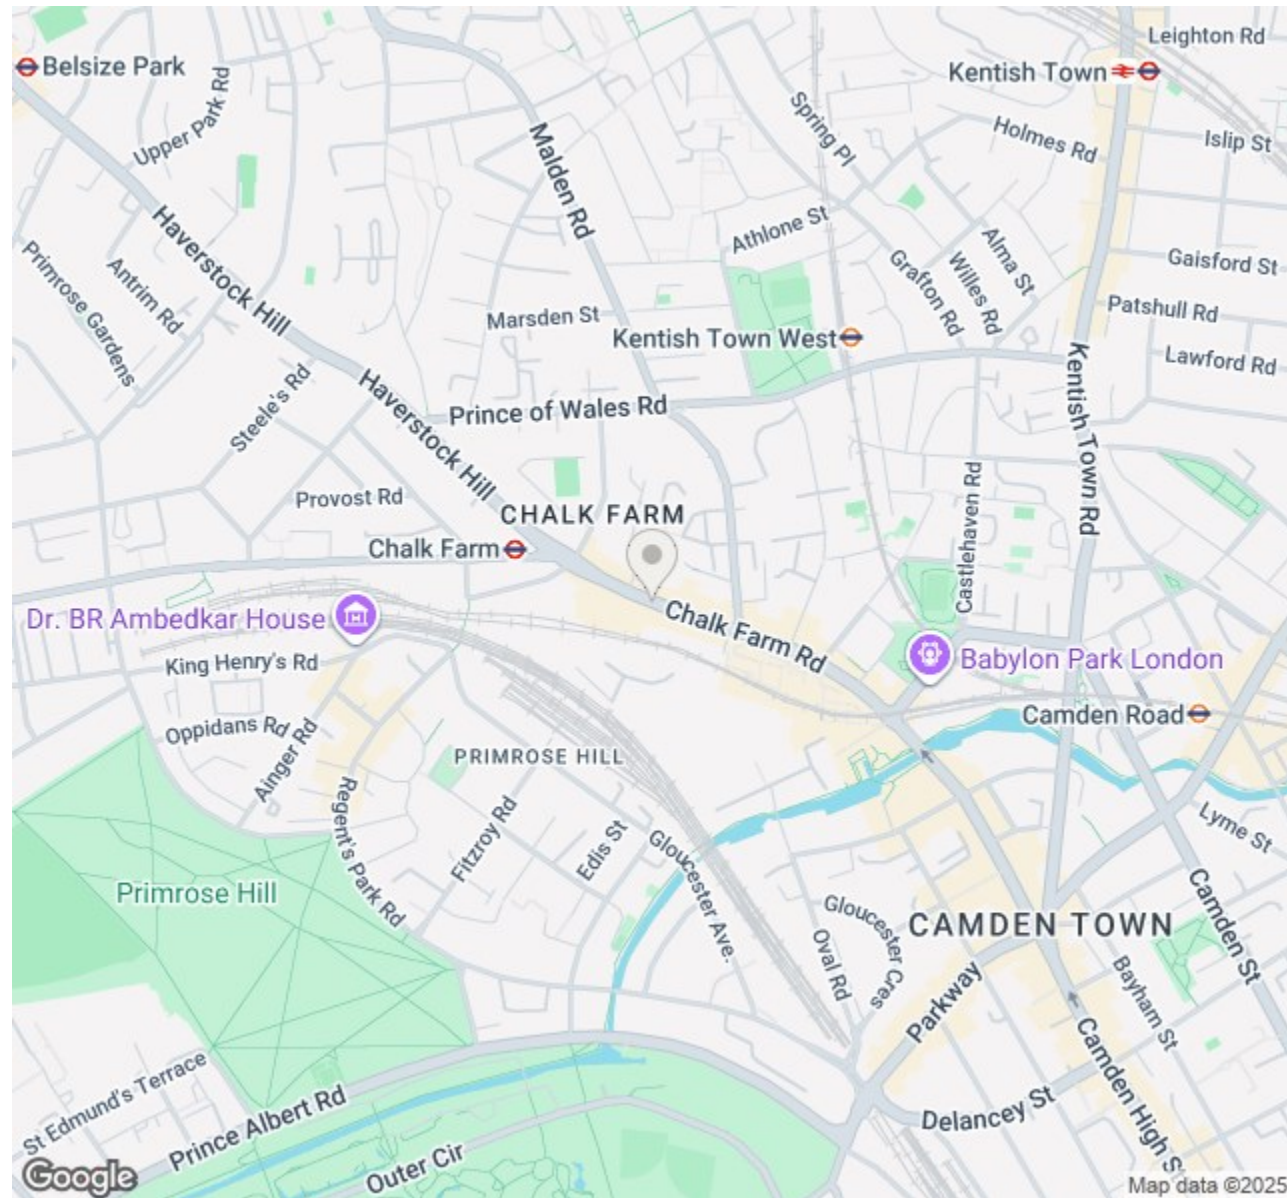 Leighton Rd
Belsize Park
Kentish Town
Upper Park Rd
Spring Pl
Holmes Rd
Islip St
Malden Rd
Haverstock Hill
Athlone St
Primrose Gardens
Antrim Rd
Grafton Rd
Willes Rd
Alma St
Gaisford St
Patshull Rd
Marsden St
Kentish Town West
Lawford Rd
Kentish Town Rd
Steele's Rd
Haverstock Hill
Prince of Wales Rd
Provost Rd
CHALK FARM
Castlehaven Rd
Chalk Farm
Dr. BR Ambedkar House
Chalk Farm Rd
King Henry's Rd
Babylon Park London
Camden Road
Oppidans Rd
Ainger Rd
PRIMROSE HILL
Regent's Park Rd
Fitzroy Rd
Edis St
Gloucester Ave.
Lyme St
Primrose Hill
Gloucester Cres
Oval Rd
CAMDEN TOWN
Camden St
Parkway
Bayham St
St Edmund's Terrace
Prince Albert Rd
Outer Cir
Delancey St
Camden High S
Google
Map data ©2025